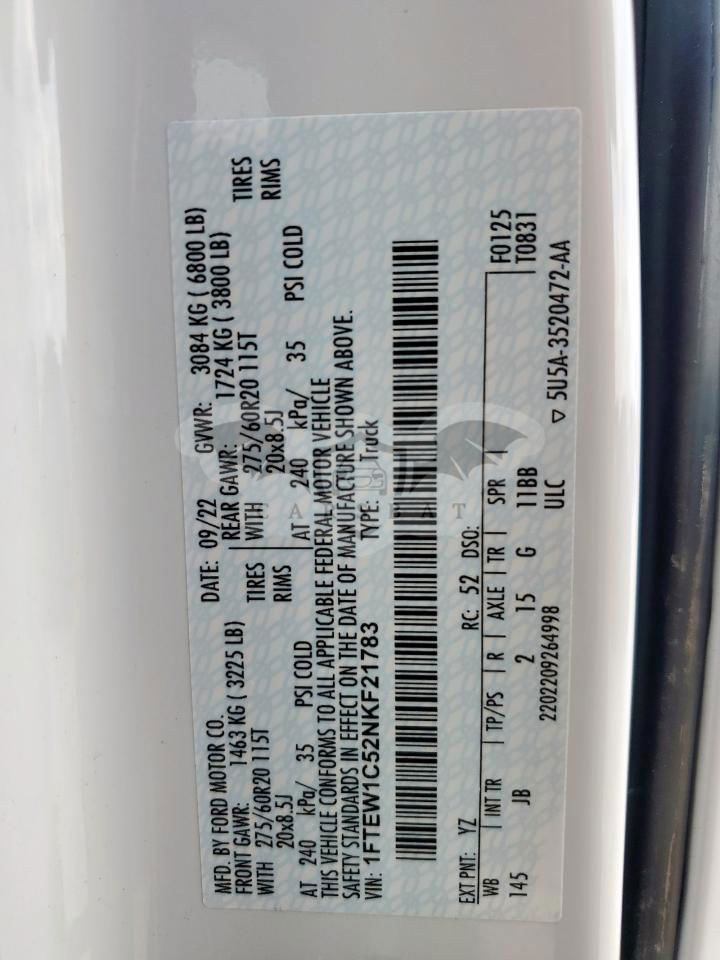 MFD. BY FORD MOTOR CO. DATE: 09/22 GVWR: 3084 KG ( 6800 LB)
FRONT GAWR: 1463 KG ( 3225 LB) REAR GAWR: 1724 KG ( 3800 LB)
WITH 275/60R20 115T TIRES WITH 275/60R20 115T TIRES
20x8.5J RIMS 20x8.5J RIMS
AT 240 kPa/ 35 PSI COLD AT 240 kPa/ 35 PSI COLD
THIS VEHICLE CONFORMS TO ALL APPLICABLE FEDERAL MOTOR VEHICLE
SAFETY STANDARDS IN EFFECT ON THE DATE OF MANUFACTURE SHOWN ABOVE.
VIN: 1FTEW1C52NKF21783 TYPE: Truck
CARSBAT
EXT PNT: YZ RC: 52 DSO: F0125
WB INT TR TP/PS R AXLE TR SPR T0831
145 JB 2 15 G 11BB
2202209264998 ULC ▽ 5U5A-3520472-AA